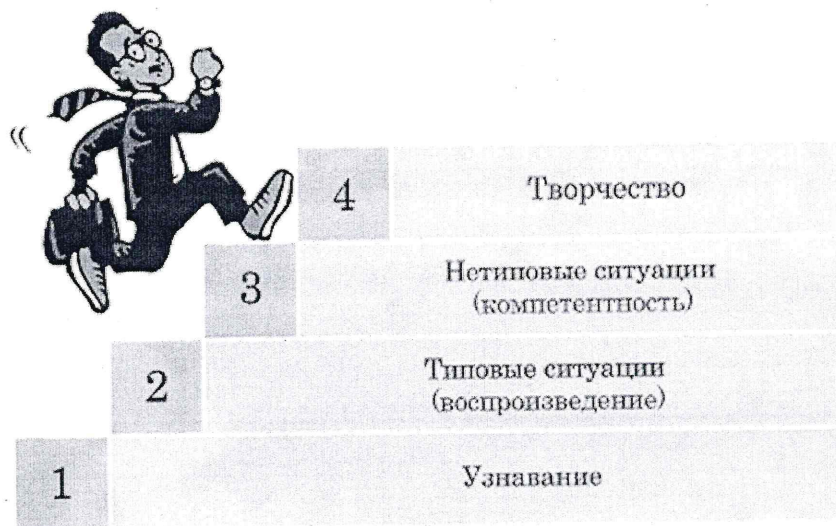 4 Творчество
3 Нетиповые ситуации
(компетентность)
2 Типовые ситуации
(воспроизведение)
1 Узнавание